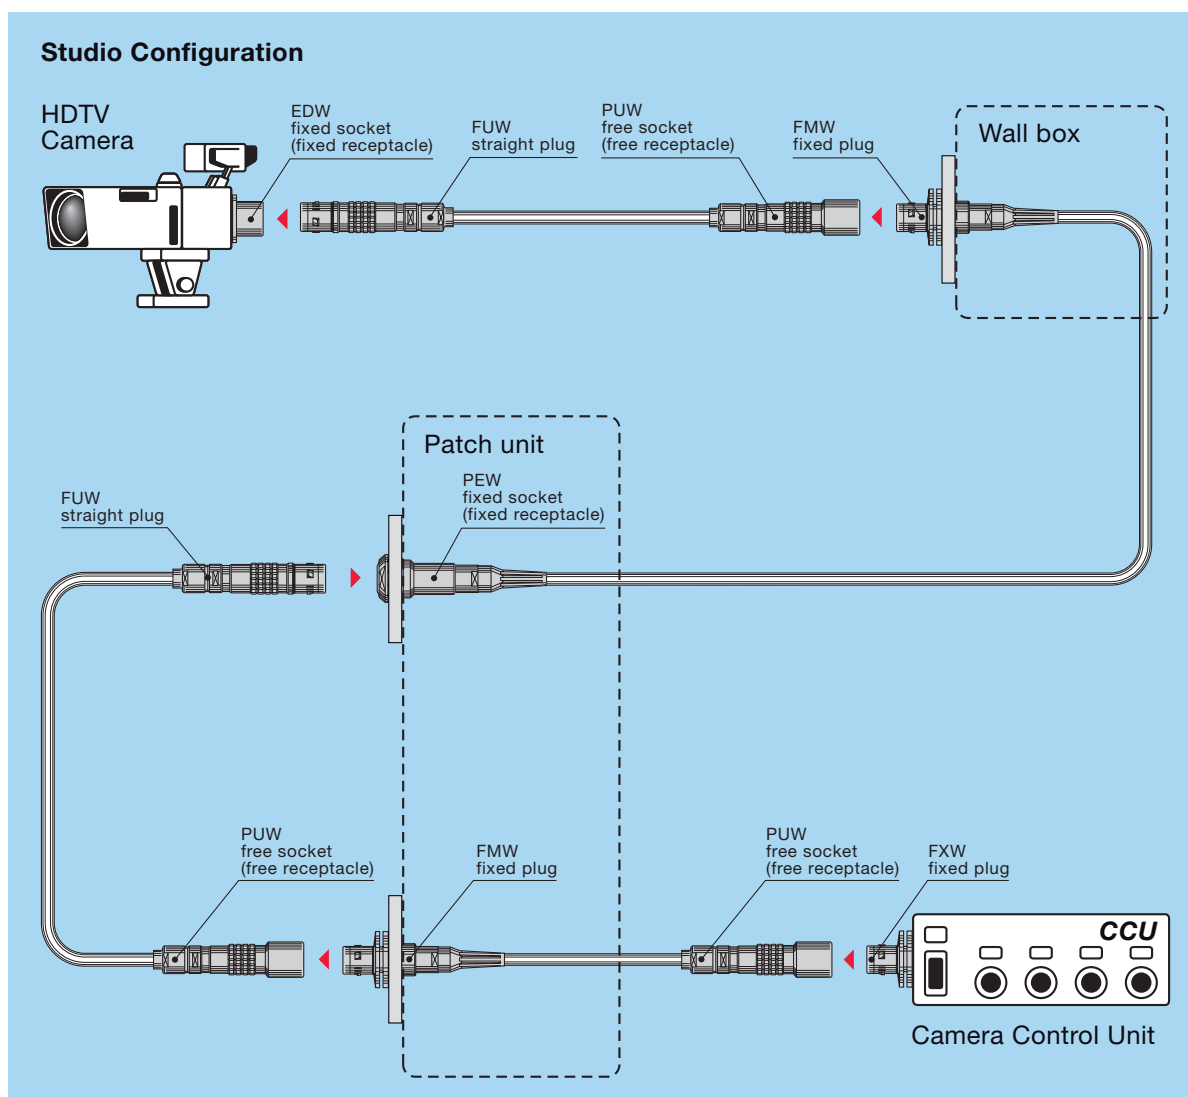 Studio Configuration
HDTV
Camera
EDW
fixed socket
(fixed receptacle)
FUW
straight plug
PUW
free socket
(free receptacle)
FMW
fixed plug
Wall box
Patch unit
FUW
straight plug
PEW
fixed socket
(fixed receptacle)
PUW
free socket
(free receptacle)
FMW
fixed plug
PUW
free socket
(free receptacle)
FXW
fixed plug
CCU
Camera Control Unit